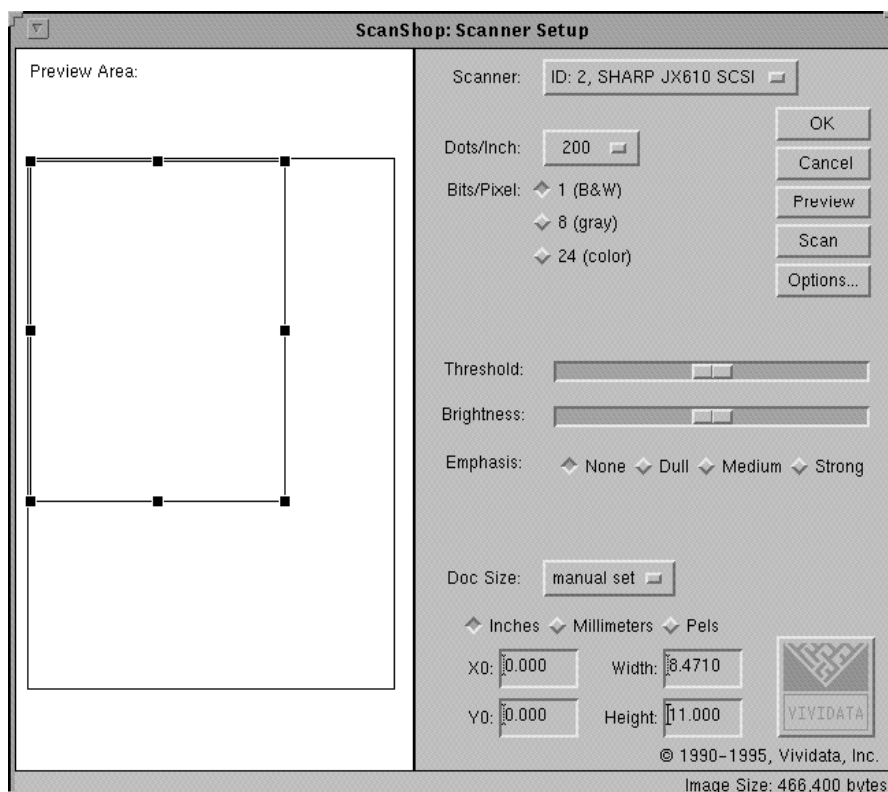 ScanShop: Scanner Setup
Preview Area:
Scanner: ID: 2, SHARP JX610 SCSI
OK
Dots/Inch: 200
Cancel
Bits/Pixel: 1 (B&W)
Preview
8 (gray)
Scan
24 (color)
Options...
Threshold:
Brightness:
Emphasis: None Dull Medium Strong
Doc Size: manual set
Inches Millimeters Pels
X0: 0.000 Width: 8.4710
Y0: 0.000 Height: 11.000
VIVIDATA
© 1990-1995, Vividata, Inc.
Image Size: 466,400 bytes